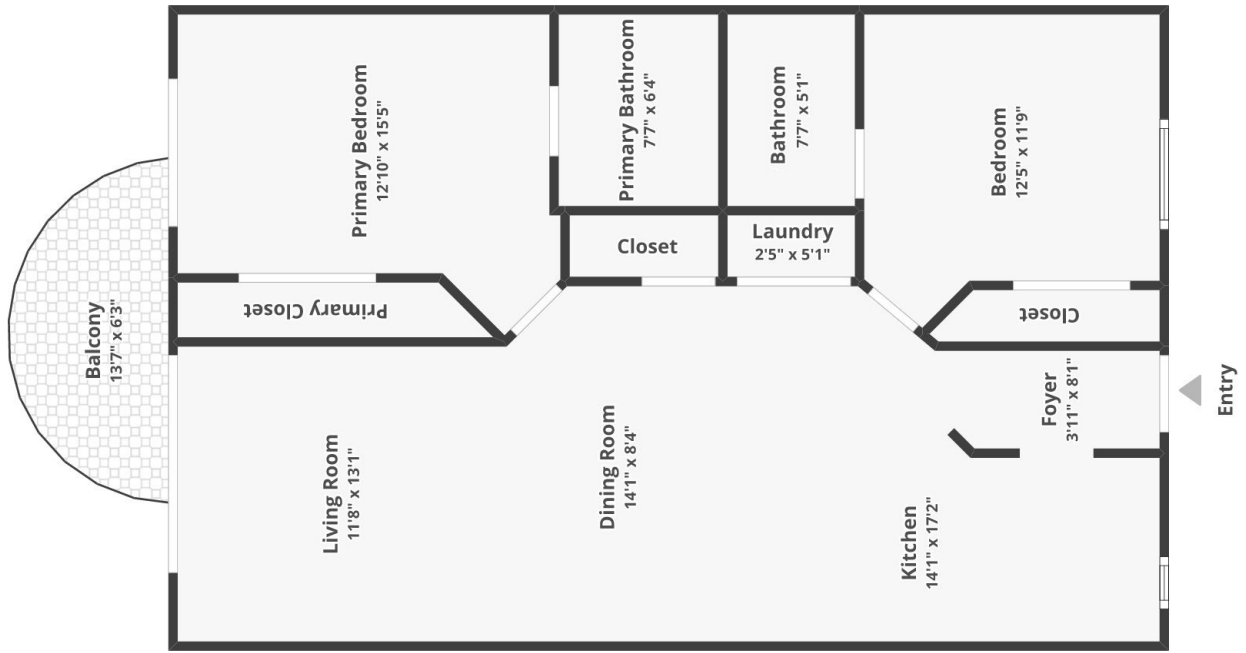 Primary Bedroom
12'10" x 15'5"
Primary Bathroom
7'7" x 6'4"
Bathroom
7'7" x 5'1"
Bedroom
12'5" x 11'9"
Closet
Laundry
2'5" x 5'1"
Primary Closet
Closet
Balcony
13'7" x 6'3"
Foyer
3'11" x 8'1"
Entry
Living Room
11'8" x 13'1"
Dining Room
14'1" x 8'4"
Kitchen
14'1" x 17'2"